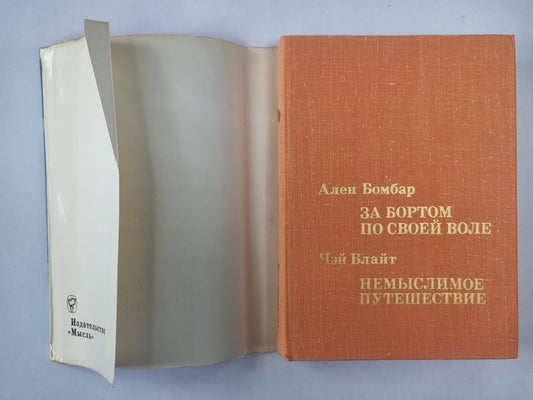 Издательство
«Мысль»
Ален Бомбар
ЗА БОРТОМ
ПО СВОЕЙ ВОЛЕ
Чэй Блайт
НЕМЫСЛИМОЕ
ПУТЕШЕСТВИЕ